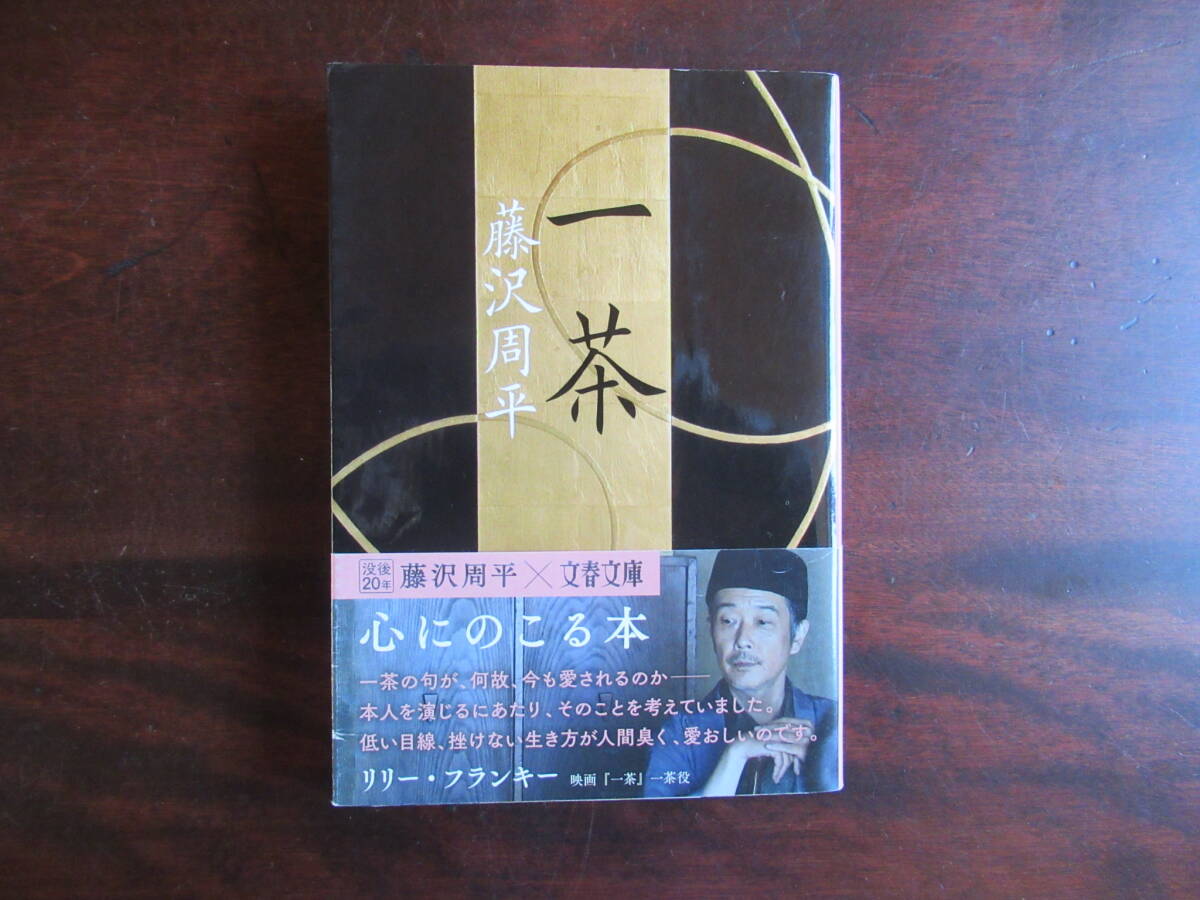 一茶
藤沢周平
没後20年 藤沢周平×文春文庫
心にのこる本
一茶の句が、何故、今も愛されるのか――
本人を演じるにあたり、そのことを考えていました。
低い目線、挫けない生き方が人間臭く、愛おしいのです。
リリー・フランキー 映画『一茶』一茶役